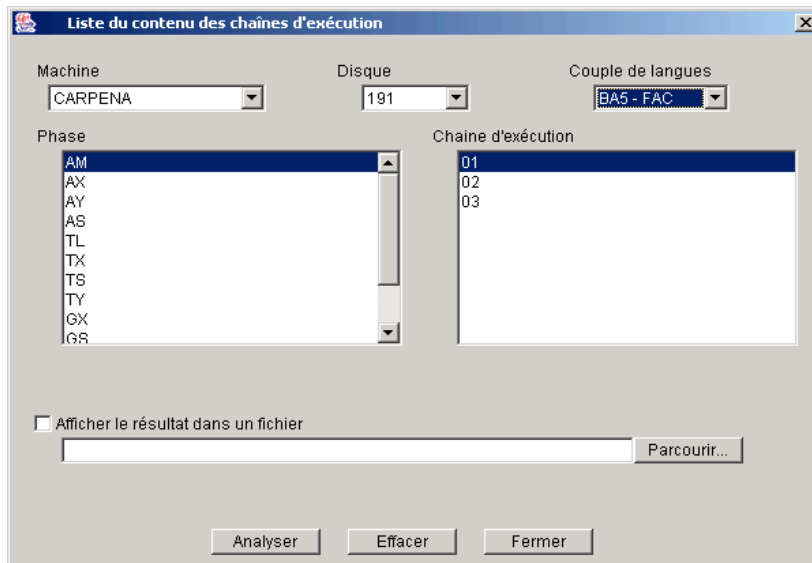 Liste du contenu des chaînes d'exécution
Machine
Disque
Couple de langues
CARPENA
191
BA5 - FAC
Phase
Chaine d'exécution
AM
AX
AY
AS
TL
TX
TS
TY
GX
GS
01
02
03
Afficher le résultat dans un fichier
Parcourir...
Analyser
Effacer
Fermer